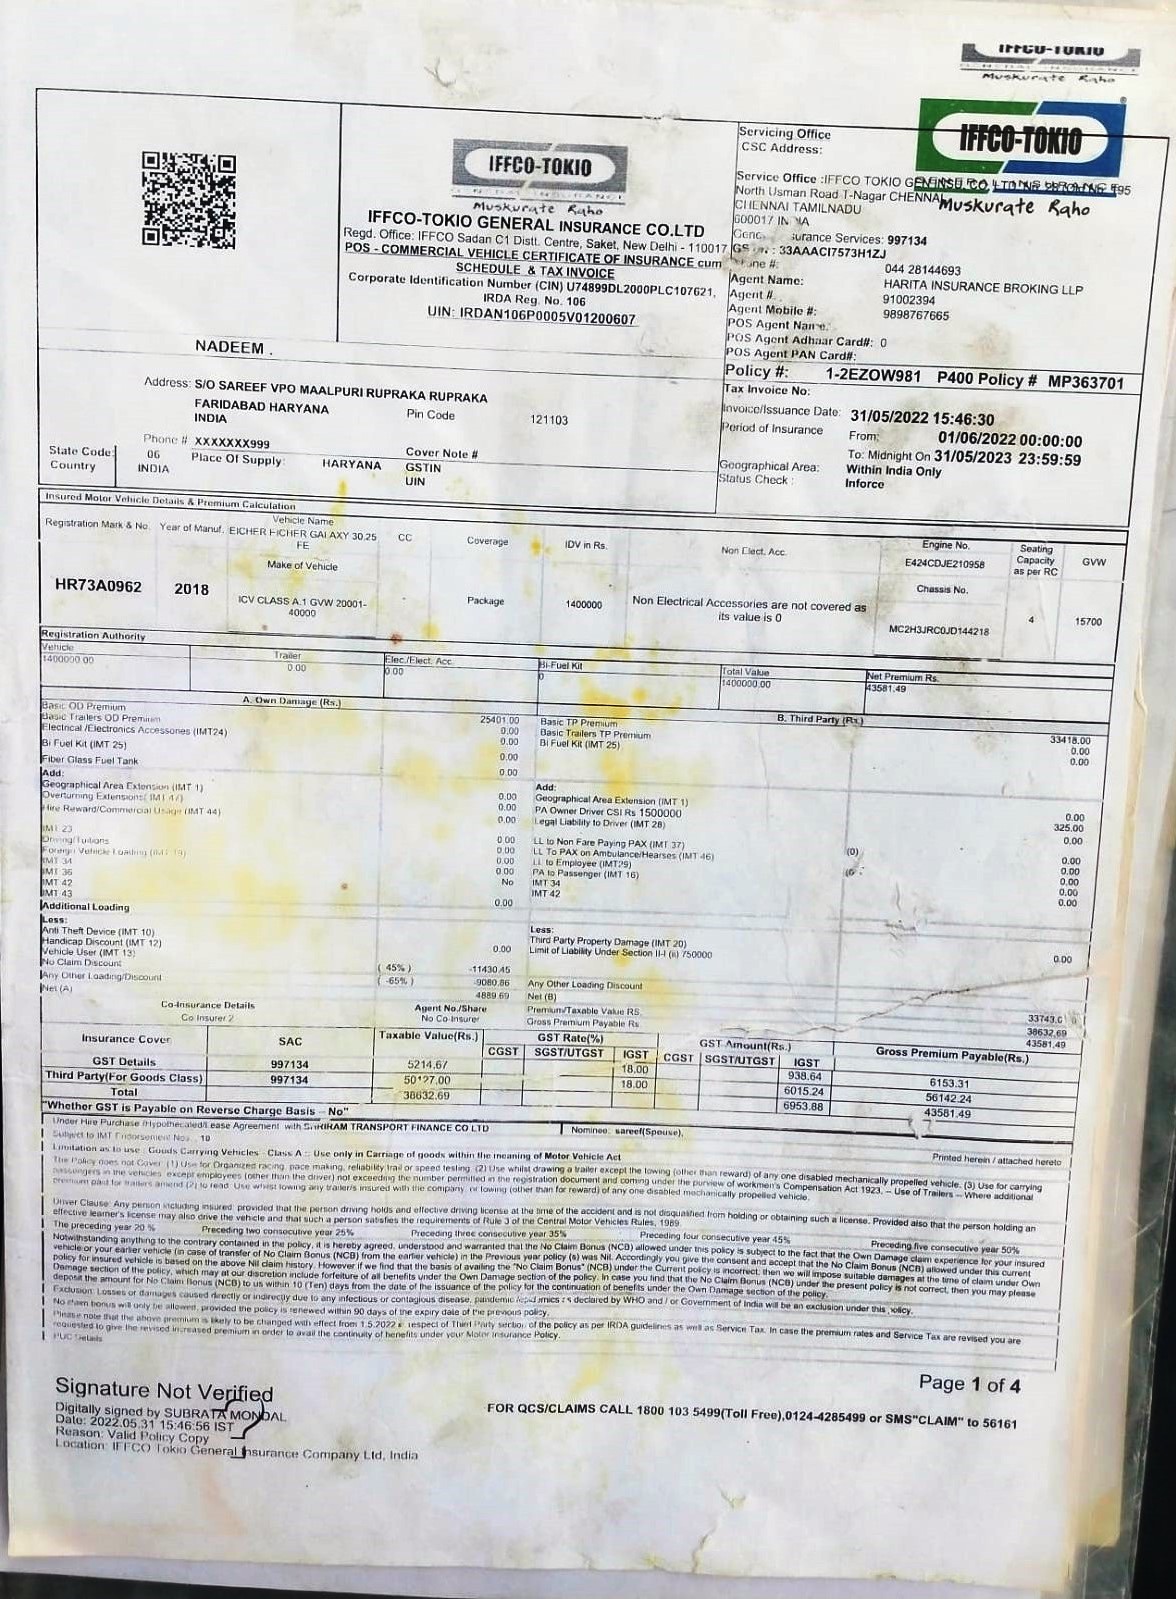 IFFCO-TOKIO
GENERAL INSURANCE
Muskurate Raho
IFFCO-TOKIO
Muskurate Raho
IFFCO-TOKIO
GENERAL INSURANCE
Muskurate Raho
IFFCO-TOKIO GENERAL INSURANCE CO.LTD
Regd. Office: IFFCO Sadan C1 Distt. Centre, Saket, New Delhi - 110017
POS - COMMERCIAL VEHICLE CERTIFICATE OF INSURANCE cum
SCHEDULE & TAX INVOICE
Corporate Identification Number (CIN) U74899DL2000PLC107621,
IRDA Reg. No. 106
UIN: IRDAN106P0005V01200607
Servicing Office
CSC Address:
Service Office :IFFCO TOKIO GEN INSU CO LTD
North Usman Road T-Nagar CHENNAI
CHENNAI TAMILNADU
600017
Insurance Services: 997134
33AAACI7573H1ZJ
Phone #: 044 28144693
Agent Name: HARITA INSURANCE BROKING LLP
Agent # 91002394
Agent Mobile #: 9898767665
POS Agent Name:
POS Agent Adhaar Card#: 0
POS Agent PAN Card#:
Policy #: 1-2EZOW981 P400 Policy # MP363701
Tax Invoice No:
Invoice/Issuance Date: 31/05/2022 15:46:30
Period of Insurance From: 01/06/2022 00:00:00
To: Midnight On 31/05/2023 23:59:59
Geographical Area: Within India Only
Status Check : Inforce
NADEEM .
Address: S/O SAREEF VPO MAALPURI RUPRAKA RUPRAKA
FARIDABAD HARYANA
INDIA Pin Code 121103
Phone # XXXXXXX999
State Code: 06 Place Of Supply: HARYANA
Country INDIA
Cover Note #
GSTIN
UIN
Insured Motor Vehicle Details & Premium Calculation
Registration Mark & No. Year of Manuf. Vehicle Name CC Coverage IDV in Rs. Non Elect. Acc. Engine No. Seating Capacity as per RC GVW
EICHER EICHER GALAXY 30.25 FE
E424CDJE210958
Make of Vehicle Chassis No.
HR73A0962 2018 ICV CLASS A.1 GVW 20001-40000 Package 1400000 Non Electrical Accessories are not covered as its value is 0 MC2H3JRC0JD144218 4 15700
Registration Authority
Vehicle Trailer Elec./Elect. Acc. Bi-Fuel Kit Total Value Net Premium Rs.
1400000.00 0.00 0.00 0 1400000.00 43581.49
A. Own Damage (Rs.) B. Third Party (Rs.)
Basic OD Premium 25401.00 Basic TP Premium 33418.00
Basic Trailers OD Premium 0.00 Basic Trailers TP Premium 0.00
Electrical /Electronics Accessories (IMT24) 0.00 Bi Fuel Kit (IMT 25) 0.00
Bi Fuel Kit (IMT 25) 0.00
Fiber Glass Fuel Tank 0.00
Add: Add:
Geographical Area Extension (IMT 1) 0.00 Geographical Area Extension (IMT 1) 0.00
Overturning Extensions( IMT 47) 0.00 PA Owner Driver CSI Rs 1500000 325.00
Hire Reward/Commercial Usage (IMT 44) 0.00 Legal Liability to Driver (IMT 28) 0.00
IMT 23 0.00 LL to Non Fare Paying PAX (IMT 37) (0) 0.00
Driving/Tuitions 0.00 LL To PAX on Ambulance/Hearses (IMT 46) 0.00
Foreign Vehicle Loading (IMT 19) 0.00 LL to Employee (IMT29) 0.00
IMT 34 0.00 PA to Passenger (IMT 16) 0.00
IMT 36 No IMT 34 0.00
IMT 42 IMT 42
IMT 43 0.00
Additional Loading
Less: Less:
Anti Theft Device (IMT 10) Third Party Property Damage (IMT 20)
Handicap Discount (IMT 12) 0.00 Limit of Liability Under Section II-I (ii) 750000 0.00
Vehicle User (IMT 13)
No Claim Discount ( 45%) -11430.45
Any Other Loading/Discount ( -65%) -9080.86 Any Other Loading Discount
Net (A) 4889.69 Net (B) 33743.0
Co-Insurance Details Agent No./Share Premium/Taxable Value RS. 38632.69
Co Insurer 2 No Co-Insurer Gross Premium Payable Rs. 43581.49
Insurance Cover SAC Taxable Value(Rs.) GST Rate(%) GST Amount(Rs.) Gross Premium Payable(Rs.)
CGST SGST/UTGST IGST CGST SGST/UTGST IGST
GST Details 997134 5214.67 18.00 938.64 6153.31
Third Party(For Goods Class) 997134 50127.00 18.00 6015.24 56142.24
Total 38632.69 6953.88 43581.49
"Whether GST is Payable on Reverse Charge Basis – No"
Under Hire Purchase /Hypothecated/Lease Agreement with SHRIRAM TRANSPORT FINANCE CO LTD Nominee: sareef(Spouse),
Subject to IMT Endorsement Nos. , 10 Printed herein / attached hereto
Limitation as to use : Goods Carrying Vehicles - Class A :: Use only in Carriage of goods within the meaning of Motor Vehicle Act
The Policy does not Cover (1) Use for Organized racing, pace making, reliability trail or speed testing. (2) Use whilst drawing a trailer except the towing (other than reward) of any one disabled mechanically propelled vehicle. (3) Use for carrying
passengers in the vehicles except employees (other than the driver) not exceeding the number permitted in the registration document and coming under the purview of workmen's Compensation Act 1923. – Use of Trailers – Where additional
premium paid for trailers amend (2) to read. Use whilst towing any trailer/s insured with the company, or towing (other than for reward) of any one disabled mechanically propelled vehicle.
Driver Clause: Any person including insured: provided that the person driving holds and effective driving license at the time of the accident and is not disqualified from holding or obtaining such a license. Provided also that the person holding an
effective learner's license may also drive the vehicle and that such a person satisfies the requirements of Rule 3 of the Central Motor Vehicles Rules, 1989.
The preceding year 20 % Preceding two consecutive year 25% Preceding three consecutive year 35% Preceding four consecutive year 45% Preceding five consecutive year 50%
Notwithstanding anything to the contrary contained in the policy, it is hereby agreed, understood and warranted that the No Claim Bonus (NCB) allowed under this policy is subject to the fact that the Own Damage claim experience for your insured
vehicle or your earlier vehicle (in case of transfer of No Claim Bonus (NCB) from the earlier vehicle) in the Previous year policy (s) was Nil. Accordingly you give the consent and accept that the No Claim Bonus (NCB) allowed under this current
policy for insured vehicle is based on the above Nil claim history. However if we find that the basis of availing the "No Claim Bonus" (NCB) under the Current policy is incorrect, then we will impose suitable damages at the time of claim under Own
Damage section of the policy, which may at our discretion include forfeiture of all benefits under the Own Damage section of the policy. In case you find that the No Claim Bonus (NCB) under the present policy is not correct, then you may please
deposit the amount for No Claim Bonus (NCB) to us within 10 (Ten) days from the date of the issuance of the policy for the continuation of benefits under the Own Damage section of the policy.
Exclusion: Losses or damages caused directly or indirectly due to any infectious or contagious disease, pandemic /epidemics as declared by WHO and / or Government of India will be an exclusion under this policy.
No claim bonus will only be allowed, provided the policy is renewed within 90 days of the expiry date of the previous policy.
Please note that the above premium is likely to be changed with effect from 1.5.2022 in respect of Third Party section of the policy as per IRDA guidelines as well as Service Tax. In case the premium rates and Service Tax are revised you are
requested to give the revised increased premium in order to avail the continuity of benefits under your Motor Insurance Policy.
PUC Details
Page 1 of 4
Signature Not Verified
Digitally signed by SUBRATA MONDAL
Date: 2022.05.31 15:46:56 IST
Reason: Valid Policy Copy
Location: IFFCO Tokio General Insurance Company Ltd, India
FOR QCS/CLAIMS CALL 1800 103 5499(Toll Free),0124-4285499 or SMS"CLAIM" to 56161